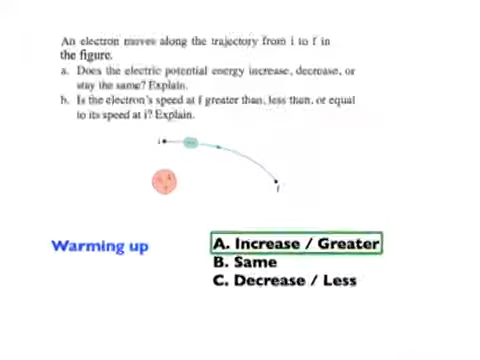 An electron moves along the trajectory from i to f in
the figure.
a. Does the electric potential energy increase, decrease, or
stay the same? Explain.
b. Is the electron's speed at f greater than, less than, or equal
to its speed at i? Explain.
i
f
Warming up
A. Increase / Greater
B. Same
C. Decrease / Less